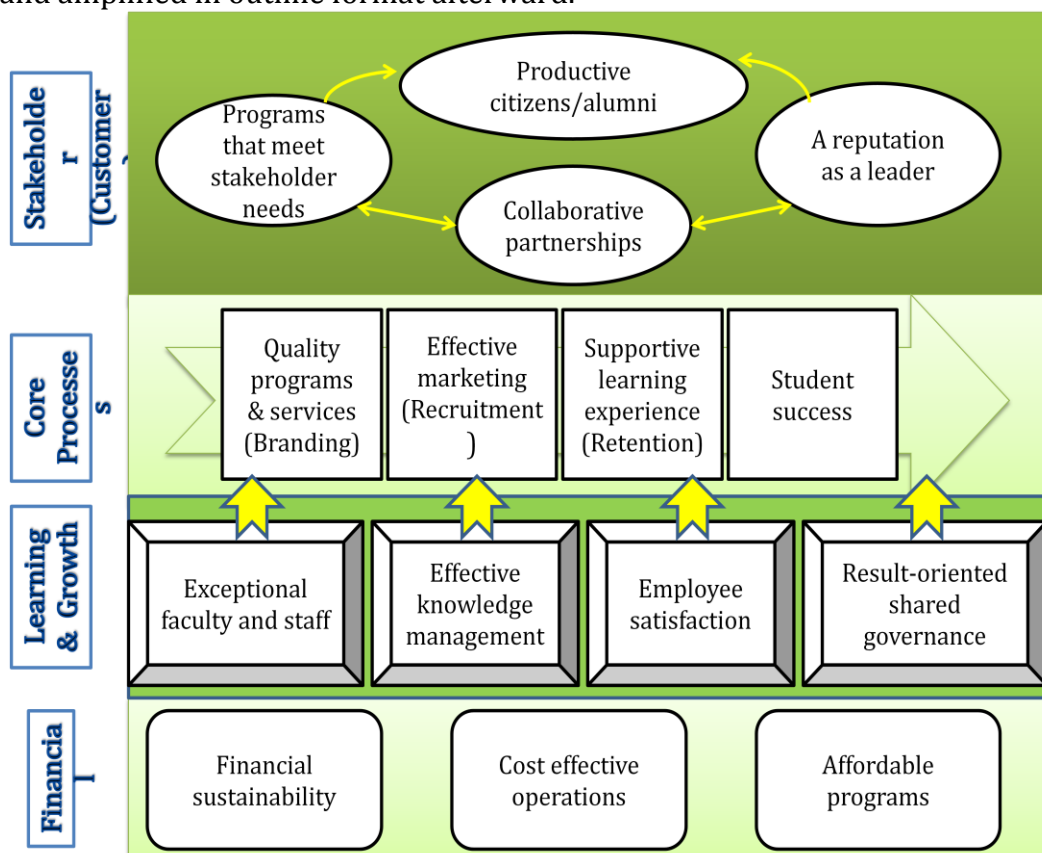 and amplified in outline format afterward.
Stakeholde
r
(Customer
Productive
citizens/alumni
Programs
that meet
stakeholder
needs
A reputation
as a leader
Collaborative
partnerships
Core
Processe
s
Quality
programs
& services
(Branding)
Effective
marketing
(Recruitment
)
Supportive
learning
experience
(Retention)
Student
success
Learning
& Growth
Exceptional
faculty and staff
Effective
knowledge
management
Employee
satisfaction
Result-oriented
shared
governance
Financia
l
Financial
sustainability
Cost effective
operations
Affordable
programs